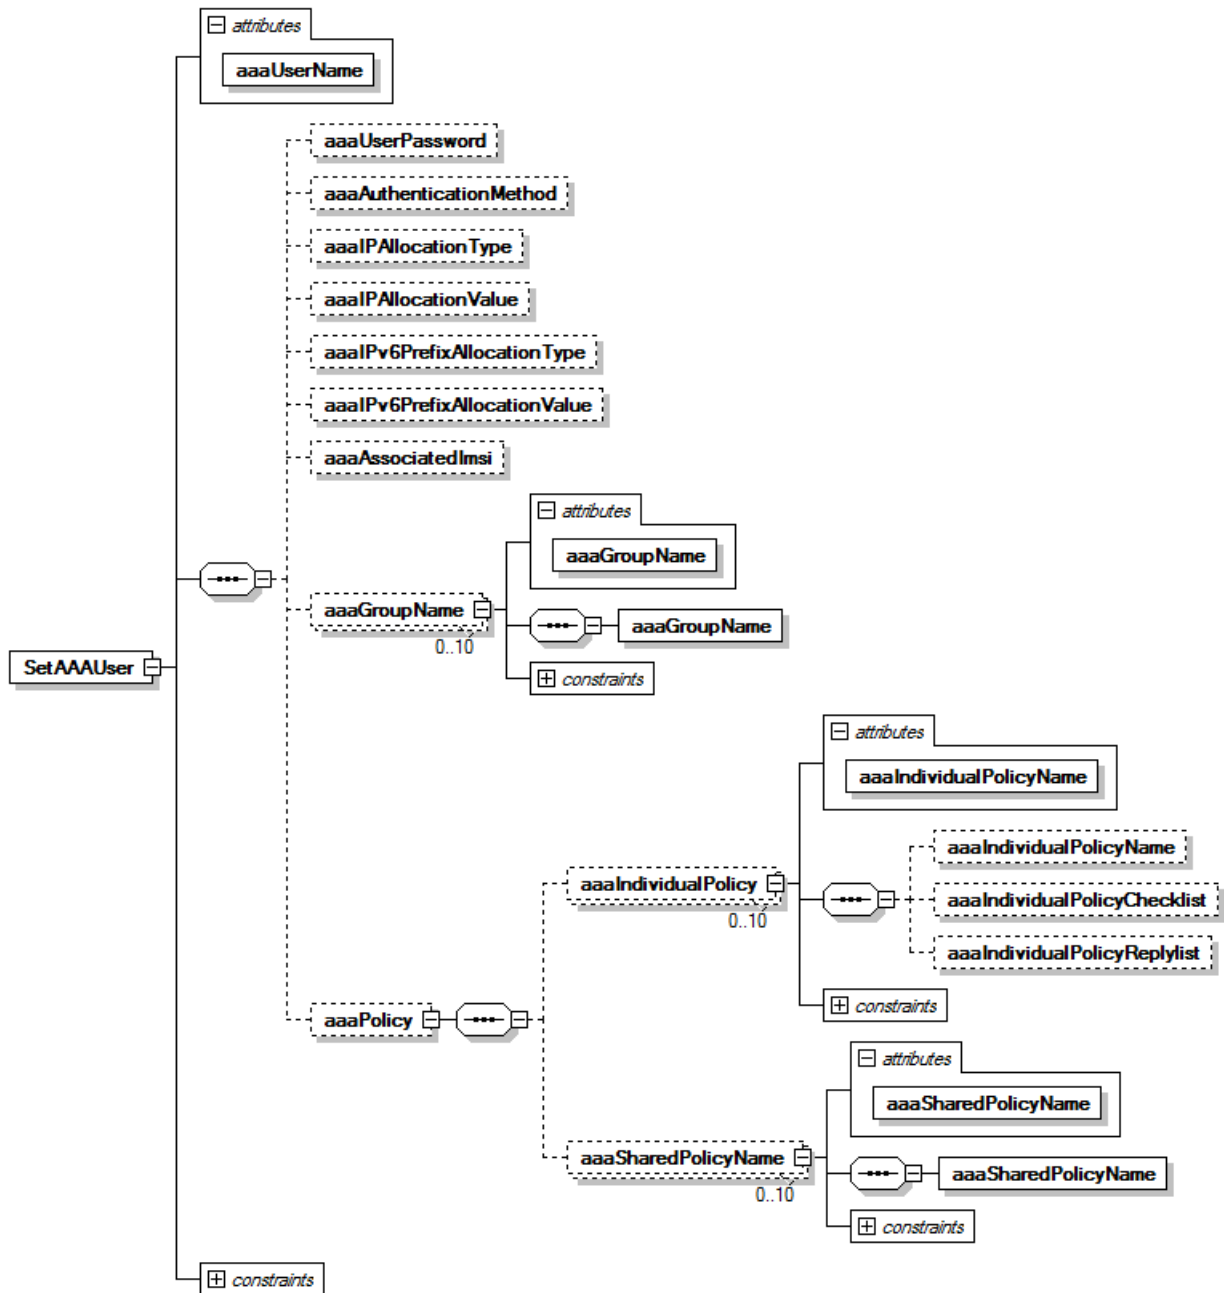 attributes
aaaUserName
aaaUserPassword
aaaAuthenticationMethod
aaaIPAllocationType
aaaIPAllocationValue
aaaIPv6PrefixAllocationType
aaaIPv6PrefixAllocationValue
aaaAssociatedImsi
attributes
aaaGroupName
aaaGroupName
0..10
aaaGroupName
constraints
SetAAAUser
attributes
aaaIndividualPolicyName
aaaIndividualPolicy
0..10
aaaIndividualPolicyName
aaaIndividualPolicyChecklist
aaaIndividualPolicyReplylist
constraints
aaaPolicy
attributes
aaaSharedPolicyName
aaaSharedPolicyName
0..10
aaaSharedPolicyName
constraints
constraints